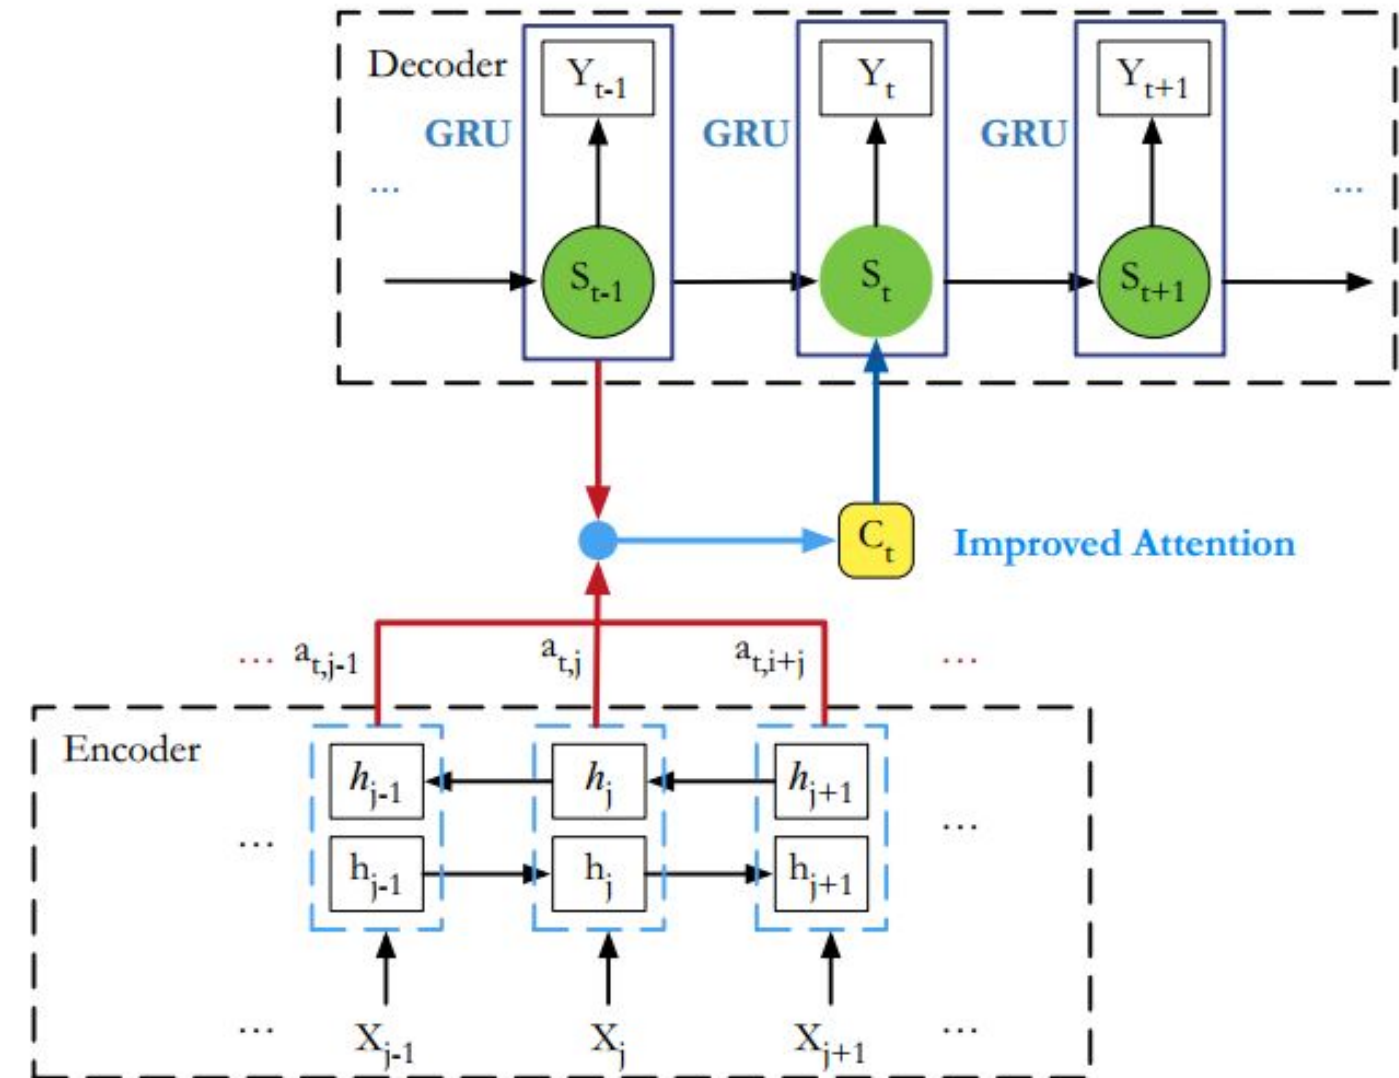 Decoder
Y_{t-1} Y_t Y_{t+1}
GRU GRU GRU
... ...
S_{t-1} S_t S_{t+1}
C_t Improved Attention
... a_{t,j-1} a_{t,j} a_{t,i+j} ...
Encoder
h_{j-1} h_j h_{j+1}
... ...
h_{j-1} h_j h_{j+1}
... X_{j-1} X_j X_{j+1} ...